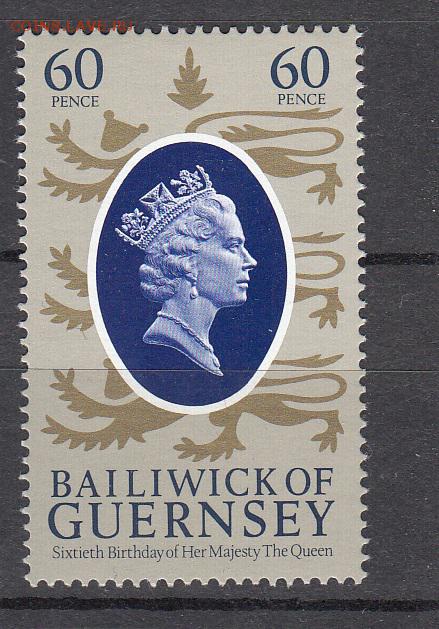 60 60
PENCE PENCE
BAILIWICK OF
GUERNSEY
Sixtieth Birthday of Her Majesty The Queen